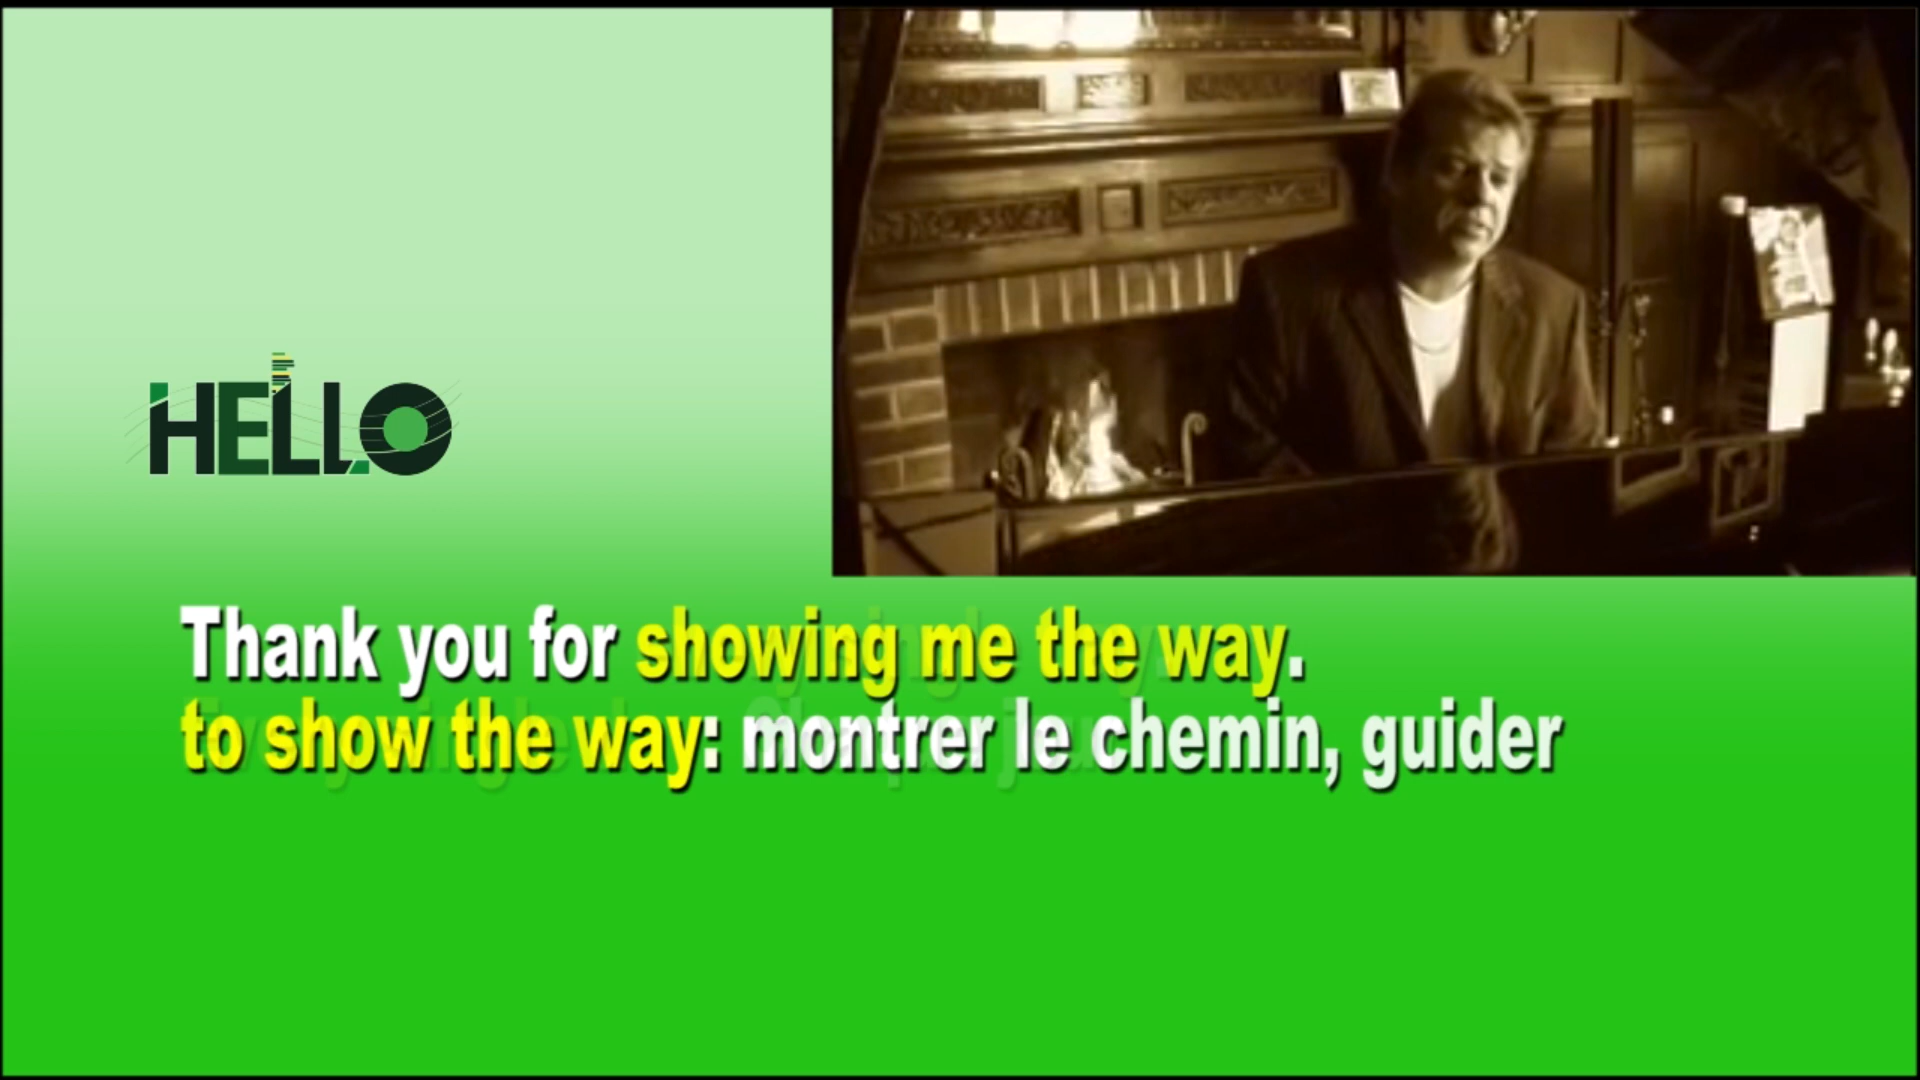 HELLO
Thank you for showing me the way.
to show the way: montrer le chemin, guider